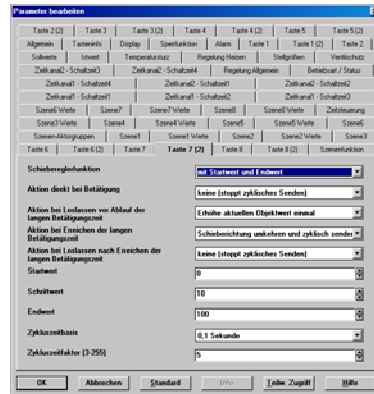 Parameter bearbeiten
Taste 2 (2) Taste 3 Taste 3 (2) Taste 4 Taste 4 (2) Taste 5 Taste 5 (2)
Allgemein Tasteninfo Display Sperrfunktion Alarm Taste 1 Taste 1 (2) Taste 2
Sollwerte Istwert Temperatursturz Regelung Heizen Stellgrößen Ventilschutz
Zeitkanal2 - Schaltzeit3 Zeitkanal2 - Schaltzeit4 Regelung Allgemein Betriebsart / Status
Zeitkanal1 - Schaltzeit3 Zeitkanal1 - Schaltzeit4 Zeitkanal2 - Schaltzeit1 Zeitkanal2 - Schaltzeit2
Szene6 Werte Szene7 Szene7 Werte Szene8 Szene8 Werte Zeitsteuerung
Szene3 Werte Szene4 Szene4 Werte Szene5 Szene5 Werte Szene6
Szenen-Aktorgruppen Szene1 Szene1 Werte Szene2 Szene2 Werte Szene3
Taste 6 Taste 6 (2) Taste 7 Taste 7 (2) Taste 8 Taste 8 (2) Szenenfunktion
Schiebereglerfunktion mit Startwert und Endwert
Aktion direkt bei Betätigung keine (stoppt zyklisches Senden)
Aktion bei Loslassen vor Ablauf der langen Betätigungszeit Erhöhe aktuellen Objektwert einmal
Aktion bei Erreichen der langen Betätigungszeit Schieberichtung umkehren und zyklisch senden
Aktion bei Loslassen nach Erreichen der langen Betätigungszeit keine (stoppt zyklisches Senden)
Startwert 0
Schrittwert 10
Endwert 100
Zykluszeitbasis 0,1 Sekunde
Zykluszeitfaktor (3-255) 5
OK Abbrechen Standard Info Teilw. Zugriff Hilfe